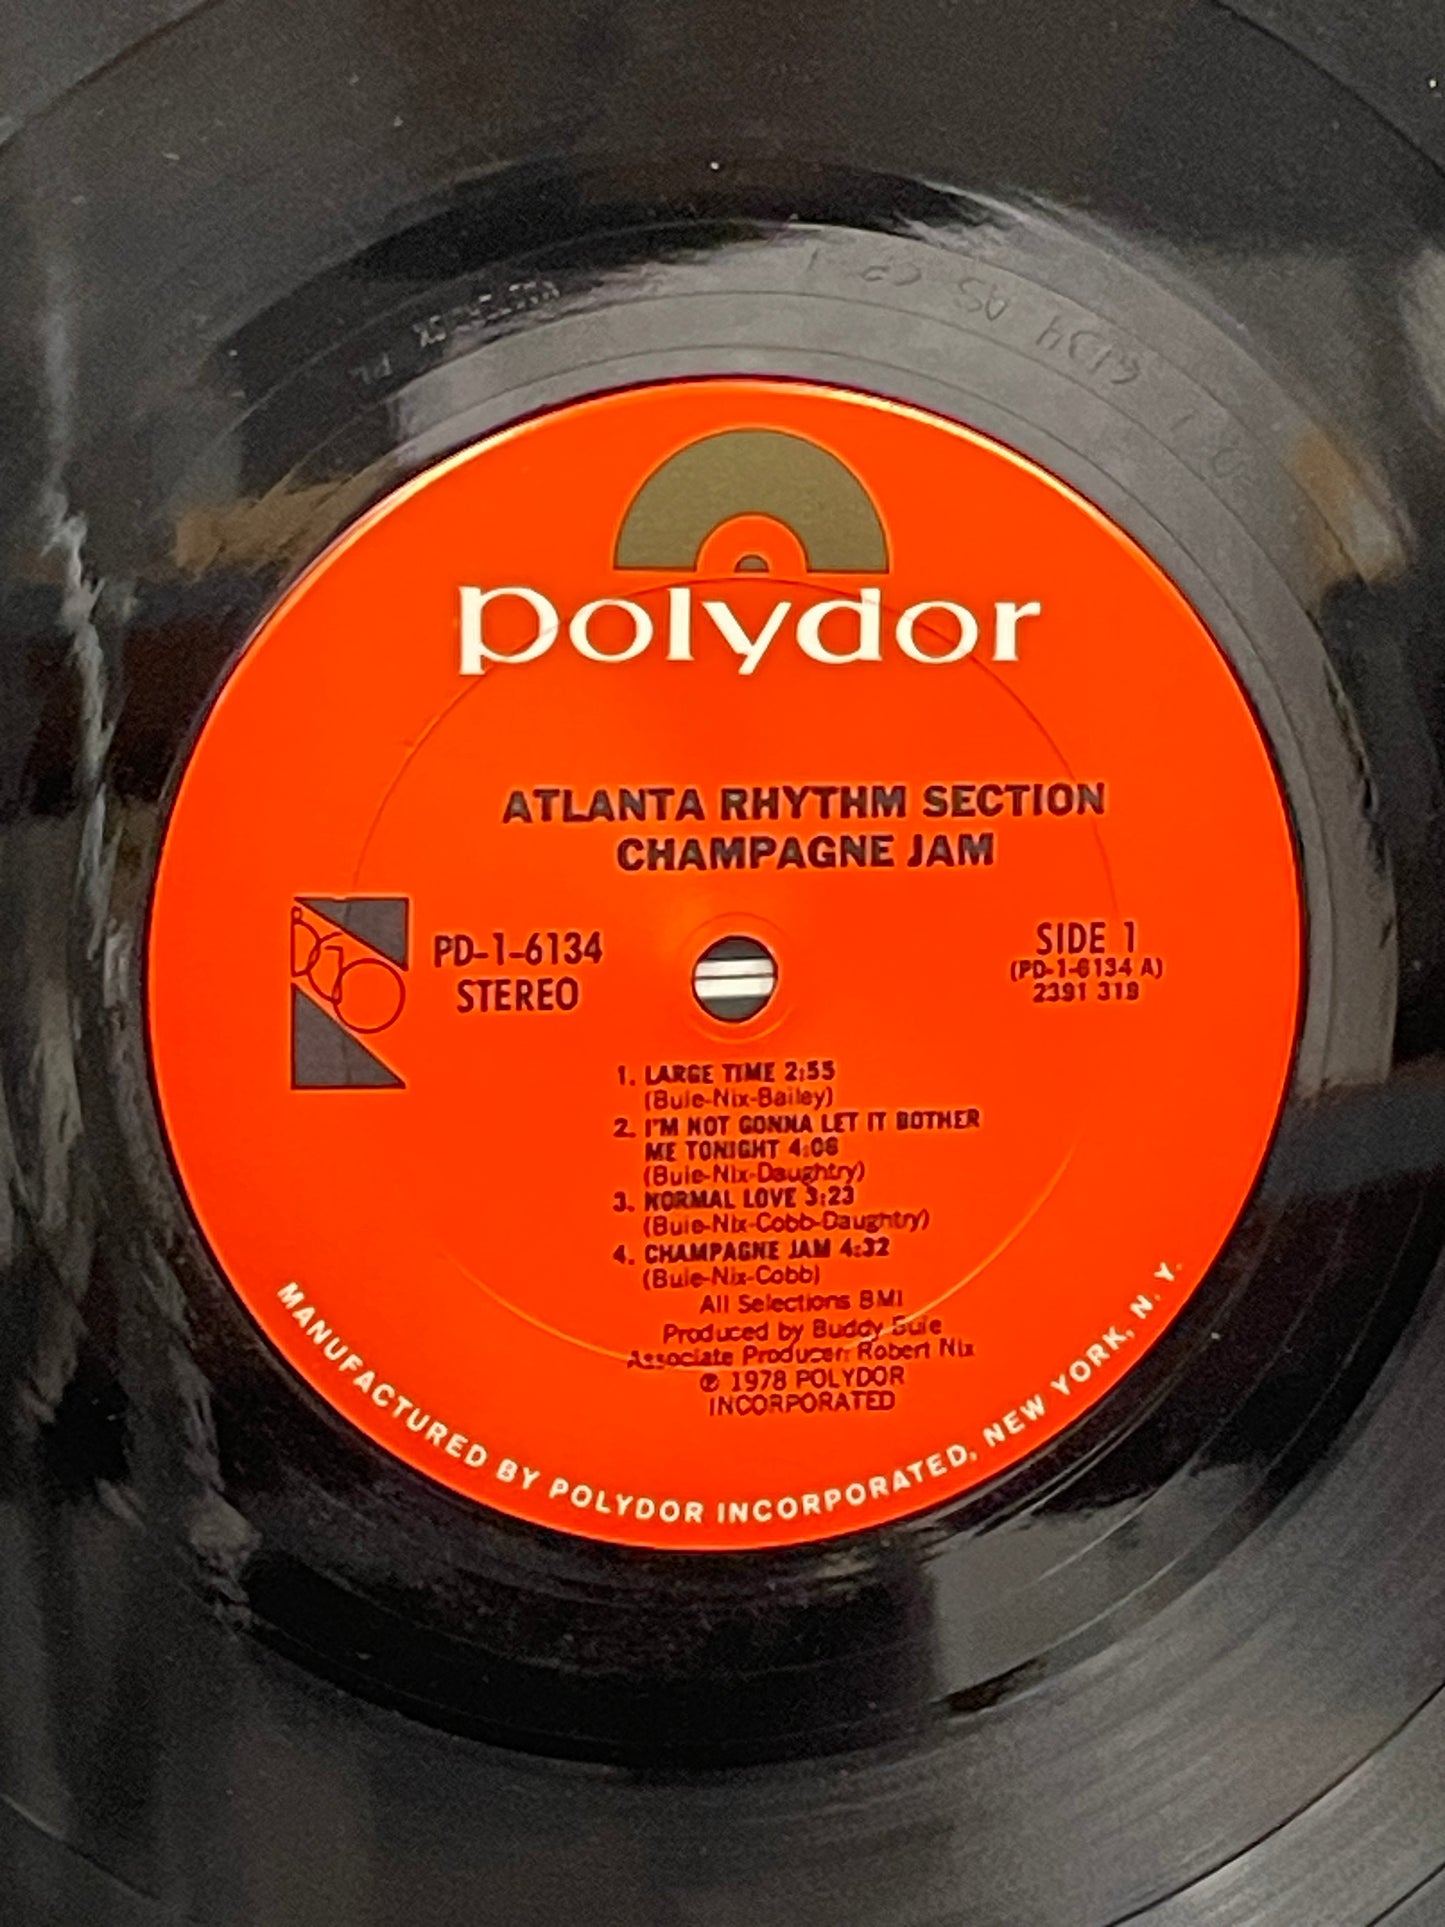 polydor
ATLANTA RHYTHM SECTION
CHAMPAGNE JAM
BGO
PD-1-6134
STEREO
SIDE 1
(PD-1-6134 A)
2391 319
1. LARGE TIME 2:55
(Buie-Nix-Bailey)
2. I'M NOT GONNA LET IT BOTHER
ME TONIGHT 4:06
(Buie-Nix-Daughtry)
3. NORMAL LOVE 3:23
(Buie-Nix-Cobb-Daughtry)
4. CHAMPAGNE JAM 4:32
(Buie-Nix-Cobb)
All Selections BMI
Produced by Buddy Buie
Associate Producer: Robert Nix
℗ 1978 POLYDOR
INCORPORATED
MANUFACTURED BY POLYDOR INCORPORATED, NEW YORK, N. Y.